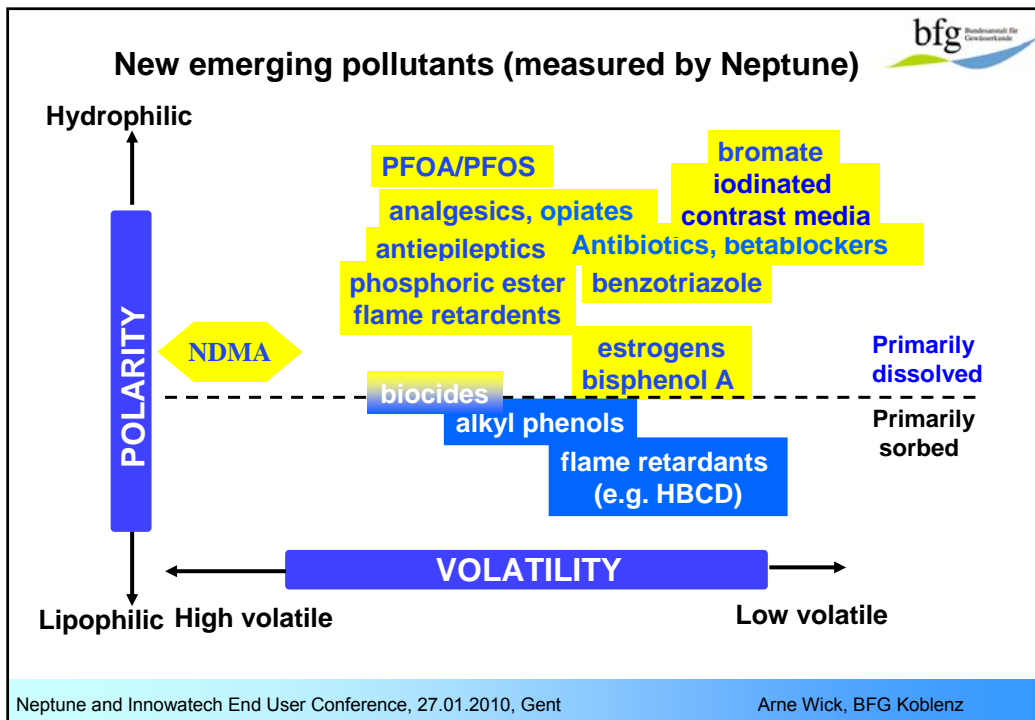 bfg Bundesanstalt für
Gewässerkunde
New emerging pollutants (measured by Neptune)
Hydrophilic
PFOA/PFOS
bromate
iodinated
contrast media
analgesics, opiates
antiepileptics
Antibiotics, betablockers
phosphoric ester
flame retardents
benzotriazole
POLARITY
NDMA
estrogens
bisphenol A
Primarily
dissolved
biocides
alkyl phenols
Primarily
sorbed
flame retardants
(e.g. HBCD)
VOLATILITY
Lipophilic
High volatile
Low volatile
Neptune and Innowatech End User Conference, 27.01.2010, Gent
Arne Wick, BFG Koblenz